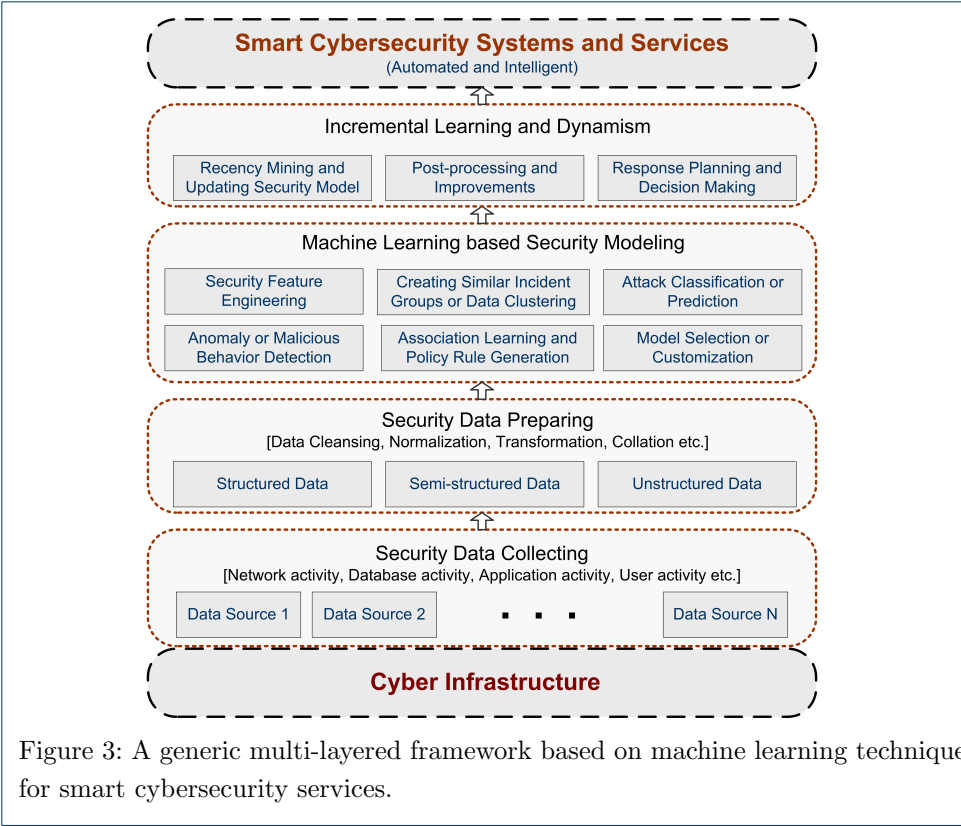 Smart Cybersecurity Systems and Services
(Automated and Intelligent)
Incremental Learning and Dynamism
Recency Mining and
Updating Security Model
Post-processing and
Improvements
Response Planning and
Decision Making
Machine Learning based Security Modeling
Security Feature
Engineering
Creating Similar Incident
Groups or Data Clustering
Attack Classification or
Prediction
Anomaly or Malicious
Behavior Detection
Association Learning and
Policy Rule Generation
Model Selection or
Customization
Security Data Preparing
[Data Cleansing, Normalization, Transformation, Collation etc.]
Structured Data
Semi-structured Data
Unstructured Data
Security Data Collecting
[Network activity, Database activity, Application activity, User activity etc.]
Data Source 1
Data Source 2
. . .
Data Source N
Cyber Infrastructure
Figure 3: A generic multi-layered framework based on machine learning technique
for smart cybersecurity services.